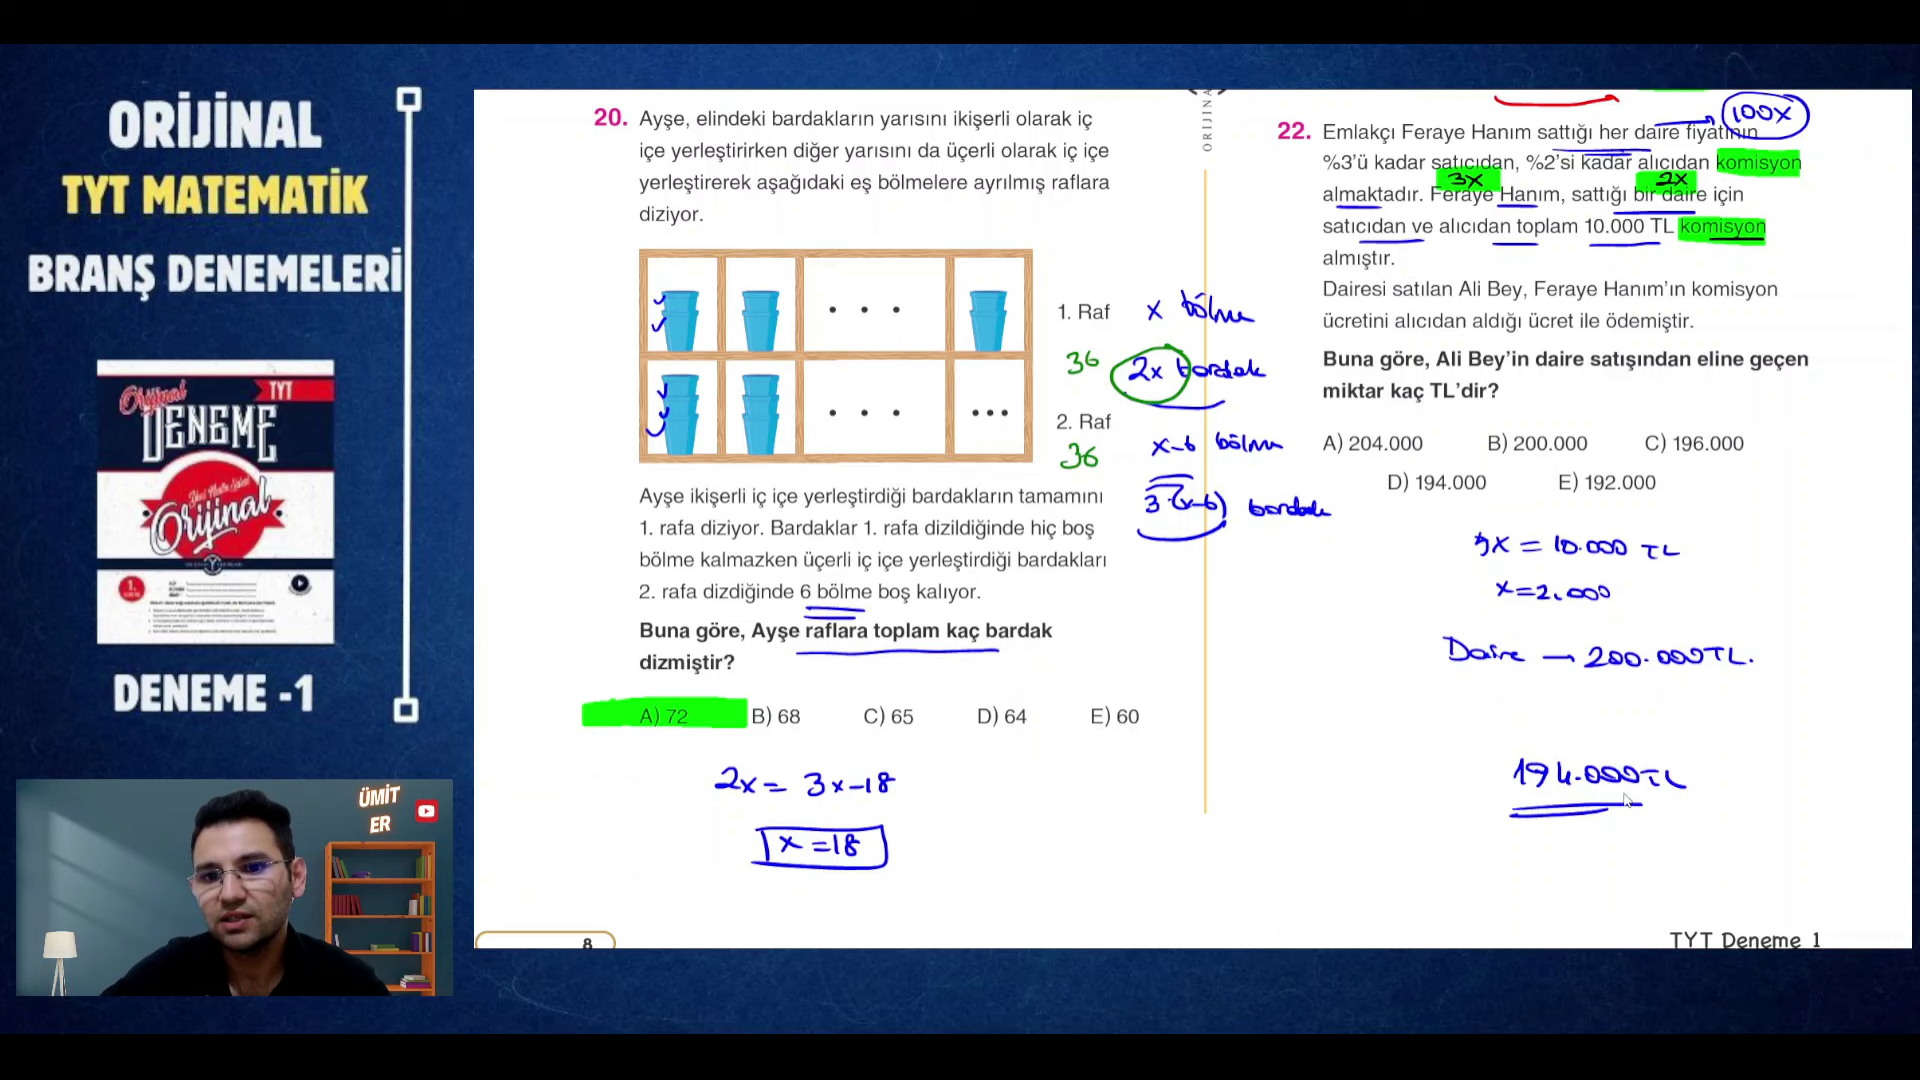 ORİJİNAL
TYT MATEMATİK
BRANŞ DENEMELERİ
Orijinal
TYT
DENEME
Orijinal
1.
DENEME -1
ÜMİT
ER
20. Ayşe, elindeki bardakların yarısını ikişerli olarak iç
içe yerleştirirken diğer yarısını da üçerli olarak iç içe
yerleştirerek aşağıdaki eş bölmelere ayrılmış raflara
diziyor.
1. Raf
x bölme
36
2x bardak
2. Raf
36
x-6 bölme
3·(x-6) bardak
Ayşe ikişerli iç içe yerleştirdiği bardakların tamamını
1. rafa diziyor. Bardaklar 1. rafa dizildiğinde hiç boş
bölme kalmazken üçerli iç içe yerleştirdiği bardakları
2. rafa dizdiğinde 6 bölme boş kalıyor.
Buna göre, Ayşe raflara toplam kaç bardak
dizmiştir?
A) 72 B) 68 C) 65 D) 64 E) 60
2x = 3x-18
x = 18
8
ORİJİNA
100x
22. Emlakçı Feraye Hanım sattığı her daire fiyatının
%3'ü kadar satıcıdan, %2'si kadar alıcıdan komisyon
3x 2x
almaktadır. Feraye Hanım, sattığı bir daire için
satıcıdan ve alıcıdan toplam 10.000 TL komisyon
almıştır.
Dairesi satılan Ali Bey, Feraye Hanım'ın komisyon
ücretini alıcıdan aldığı ücret ile ödemiştir.
Buna göre, Ali Bey'in daire satışından eline geçen
miktar kaç TL'dir?
A) 204.000 B) 200.000 C) 196.000
D) 194.000 E) 192.000
5x = 10.000 TL
x = 2.000
Daire → 200.000 TL.
194.000 TL
TYT Deneme 1